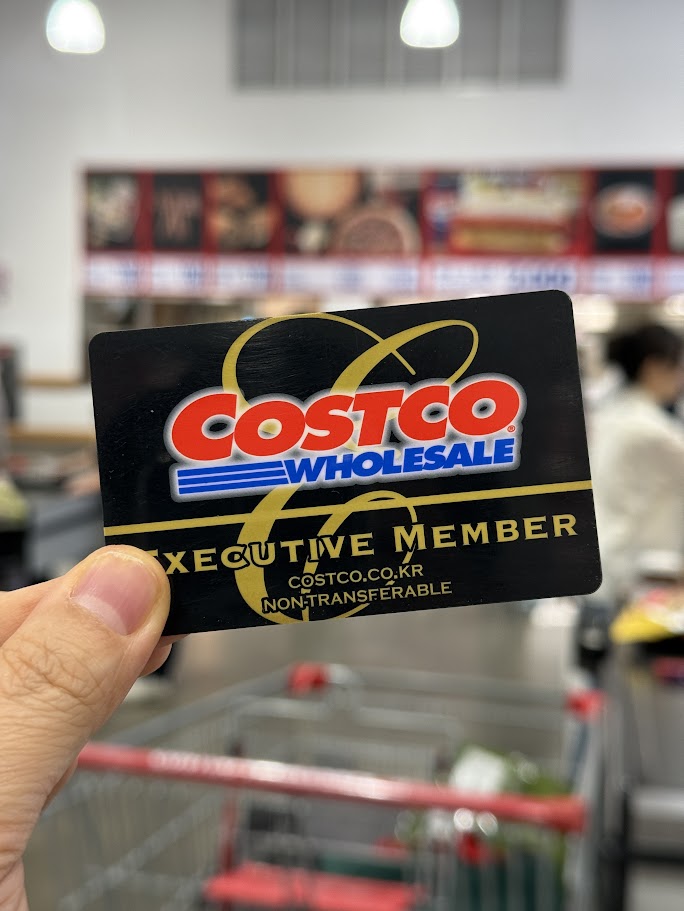 COSTCO®
WHOLESALE
EXECUTIVE MEMBER
COSTCO.CO.KR
NON-TRANSFERABLE